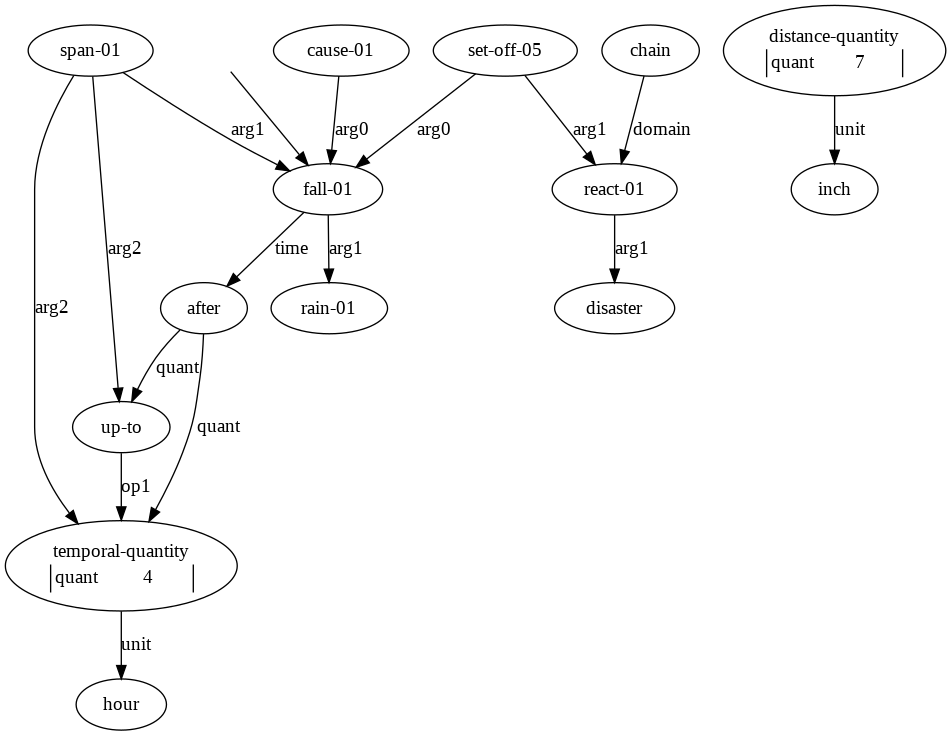 span-01 cause-01 set-off-05 chain distance-quantity
quant 7
arg1 arg0 arg0 arg1 domain unit
fall-01 react-01 inch
arg2 time arg1 arg1
arg2 after rain-01 disaster
quant
up-to quant
op1
temporal-quantity
quant 4
unit
hour